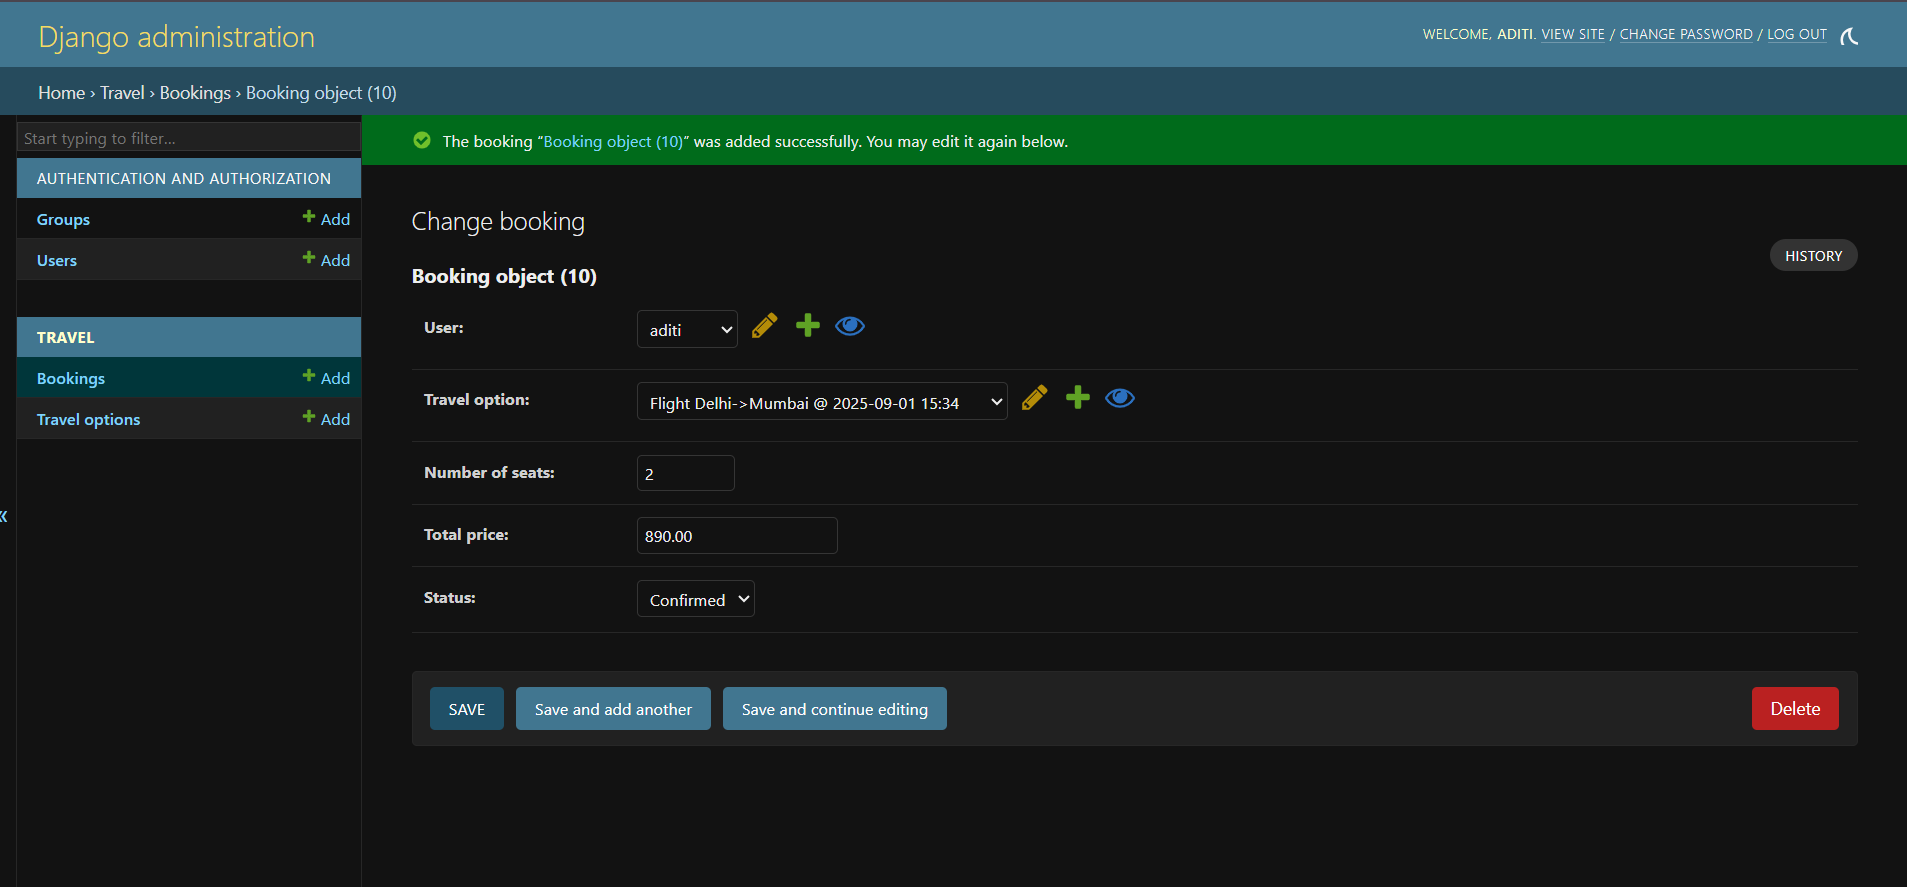 Django administration
WELCOME, ADITI. VIEW SITE / CHANGE PASSWORD / LOG OUT
Home › Travel › Bookings › Booking object (10)
Start typing to filter...
AUTHENTICATION AND AUTHORIZATION
Groups Add
Users Add
TRAVEL
Bookings Add
Travel options Add
«
The booking “Booking object (10)” was added successfully. You may edit it again below.
Change booking
HISTORY
Booking object (10)
User: aditi
Travel option: Flight Delhi->Mumbai @ 2025-09-01 15:34
Number of seats: 2
Total price: 890.00
Status: Confirmed
SAVE Save and add another Save and continue editing Delete